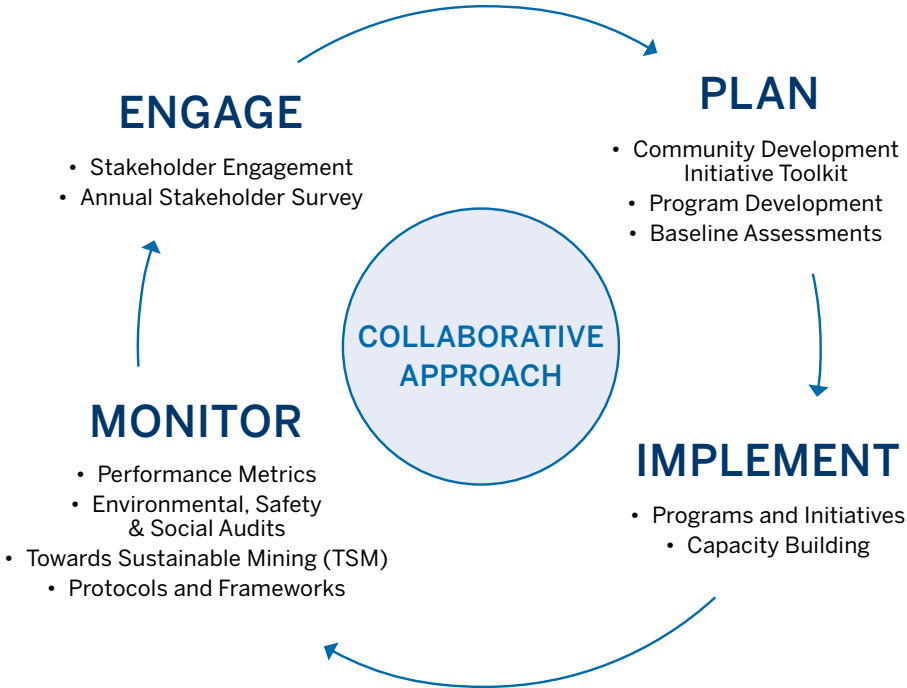 ENGAGE
• Stakeholder Engagement
• Annual Stakeholder Survey
PLAN
• Community Development
Initiative Toolkit
• Program Development
• Baseline Assessments
COLLABORATIVE
APPROACH
MONITOR
• Performance Metrics
• Environmental, Safety
& Social Audits
• Towards Sustainable Mining (TSM)
• Protocols and Frameworks
IMPLEMENT
• Programs and Initiatives
• Capacity Building